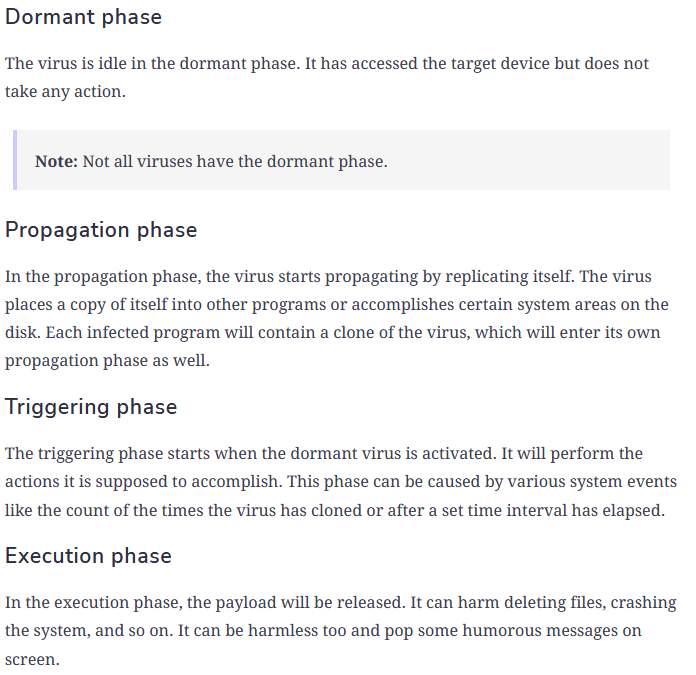 Dormant phase
The virus is idle in the dormant phase. It has accessed the target device but does not
take any action.
Note: Not all viruses have the dormant phase.
Propagation phase
In the propagation phase, the virus starts propagating by replicating itself. The virus
places a copy of itself into other programs or accomplishes certain system areas on the
disk. Each infected program will contain a clone of the virus, which will enter its own
propagation phase as well.
Triggering phase
The triggering phase starts when the dormant virus is activated. It will perform the
actions it is supposed to accomplish. This phase can be caused by various system events
like the count of the times the virus has cloned or after a set time interval has elapsed.
Execution phase
In the execution phase, the payload will be released. It can harm deleting files, crashing
the system, and so on. It can be harmless too and pop some humorous messages on
screen.